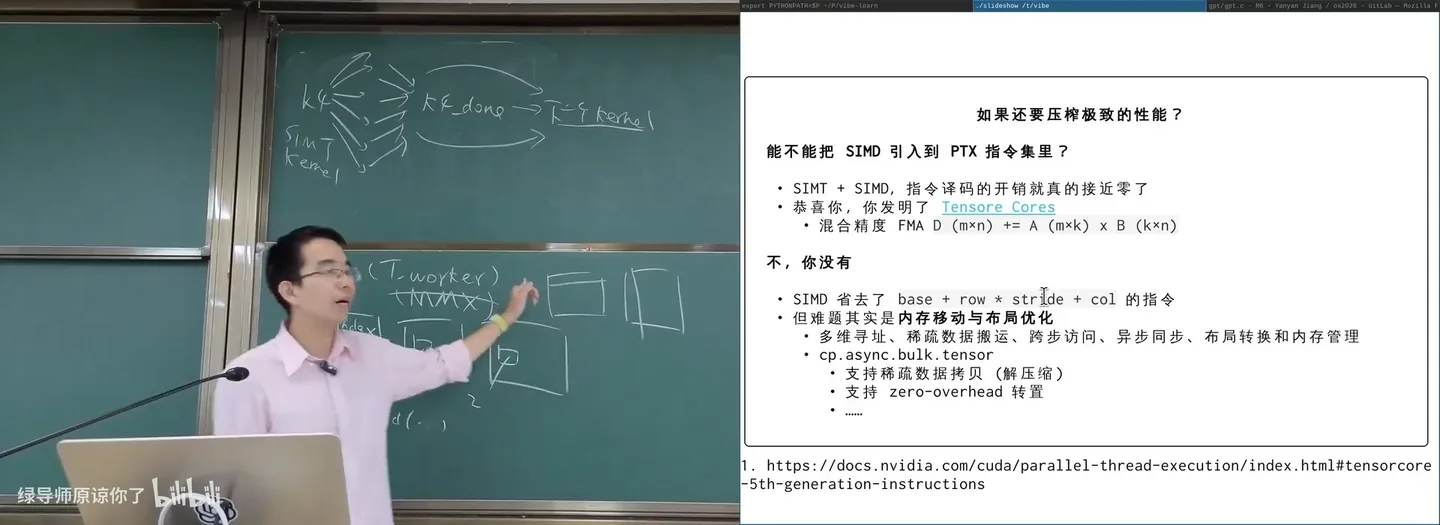 export PYTHONPATH=$P ~/P/vibe-learn
./slideshow /t/vibe
gpt/gpt.c · M6 · Yanyan Jiang / os2026 · GitLab — Mozilla F
k4
SIMT
kernel
k4_done
下一个 kernel
(T_worker)
index
2
d(...)
如果还要压榨极致的性能？
能不能把 SIMD 引入到 PTX 指令集里？
• SIMT + SIMD, 指令译码的开销就真的接近零了
• 恭喜你, 你发明了 Tensore Cores
• 混合精度 FMA D (m×n) += A (m×k) x B (k×n)
不, 你没有
• SIMD 省去了 base + row * stride + col 的指令
• 但难题其实是内存移动与布局优化
• 多维寻址、稀疏数据搬运、跨步访问、异步同步、布局转换和内存管理
• cp.async.bulk.tensor
• 支持稀疏数据拷贝 (解压缩)
• 支持 zero-overhead 转置
• ……
1. https://docs.nvidia.com/cuda/parallel-thread-execution/index.html#tensorcore
-5th-generation-instructions
绿导师原谅你了 bilibili